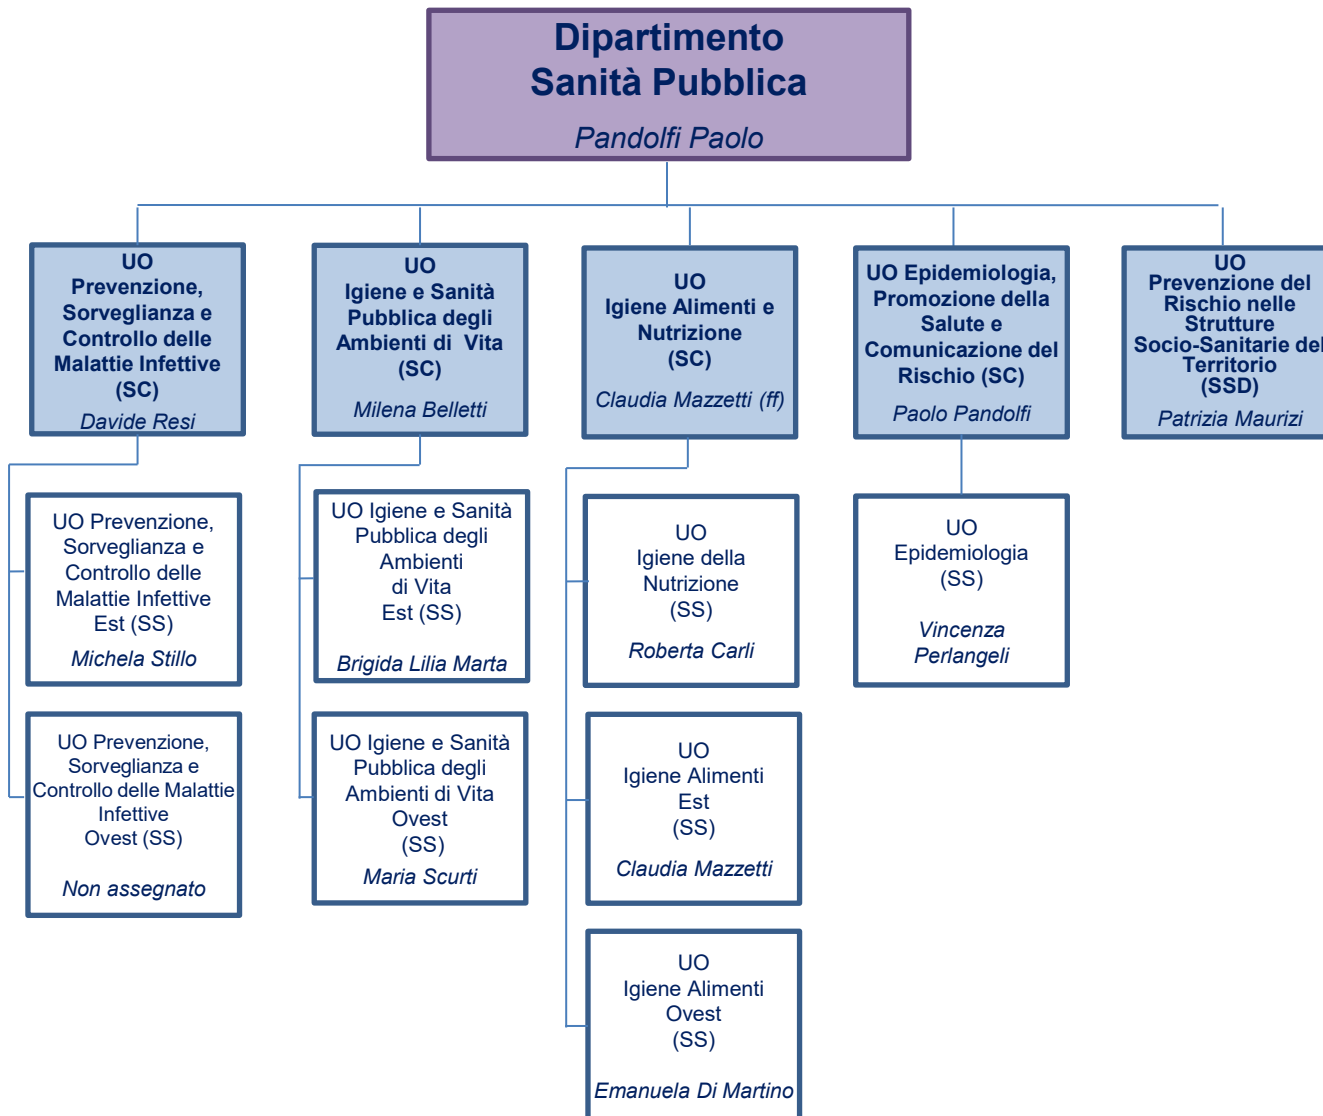 Dipartimento
Sanità Pubblica
Pandolfi Paolo
UO
Prevenzione,
Sorveglianza e
Controllo delle
Malattie Infettive
(SC)
Davide Resi
UO
Igiene e Sanità
Pubblica degli
Ambienti di Vita
(SC)
Milena Belletti
UO
Igiene Alimenti e
Nutrizione
(SC)
Claudia Mazzetti (ff)
UO Epidemiologia,
Promozione della
Salute e
Comunicazione del
Rischio (SC)
Paolo Pandolfi
UO
Prevenzione del
Rischio nelle
Strutture
Socio-Sanitarie del
Territorio
(SSD)
Patrizia Maurizi
UO Prevenzione,
Sorveglianza e
Controllo delle
Malattie Infettive
Est (SS)
Michela Stillo
UO Igiene e Sanità
Pubblica degli
Ambienti
di Vita
Est (SS)
Brigida Lilia Marta
UO
Igiene della
Nutrizione
(SS)
Roberta Carli
UO
Epidemiologia
(SS)
Vincenza
Perlangeli
UO Prevenzione,
Sorveglianza e
Controllo delle Malattie
Infettive
Ovest (SS)
Non assegnato
UO Igiene e Sanità
Pubblica degli
Ambienti di Vita
Ovest
(SS)
Maria Scurti
UO
Igiene Alimenti
Est
(SS)
Claudia Mazzetti
UO
Igiene Alimenti
Ovest
(SS)
Emanuela Di Martino